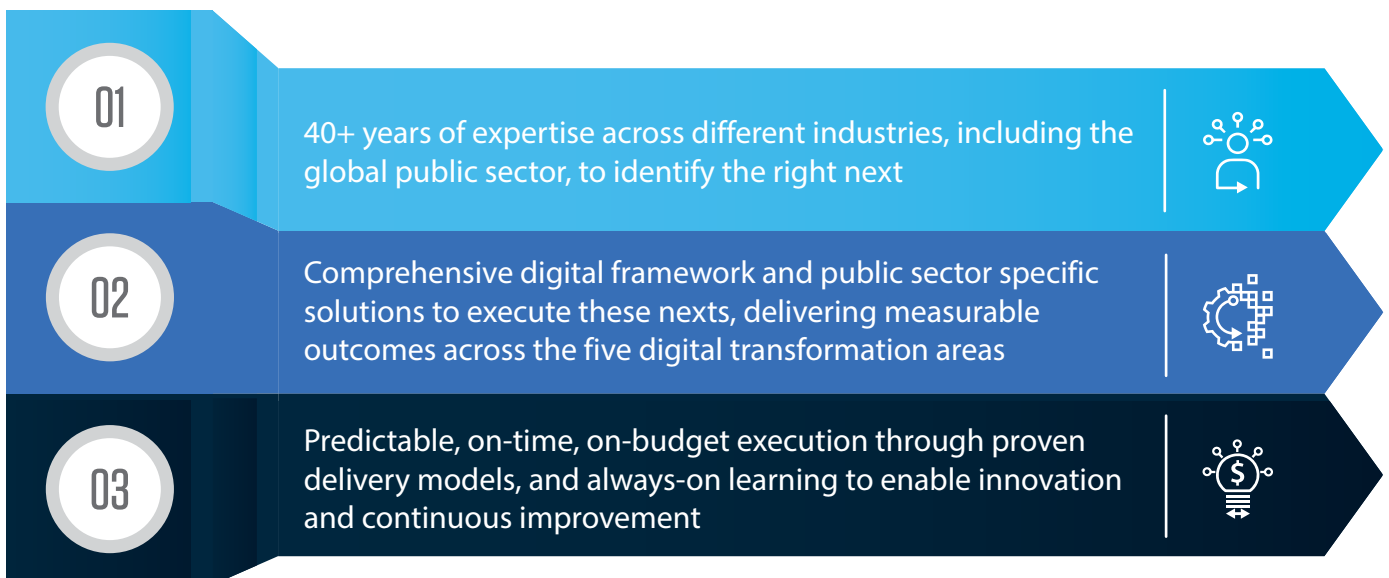 01
40+ years of expertise across different industries, including the
global public sector, to identify the right next
02
Comprehensive digital framework and public sector specific
solutions to execute these nexts, delivering measurable
outcomes across the five digital transformation areas
03
Predictable, on-time, on-budget execution through proven
delivery models, and always-on learning to enable innovation
and continuous improvement
$